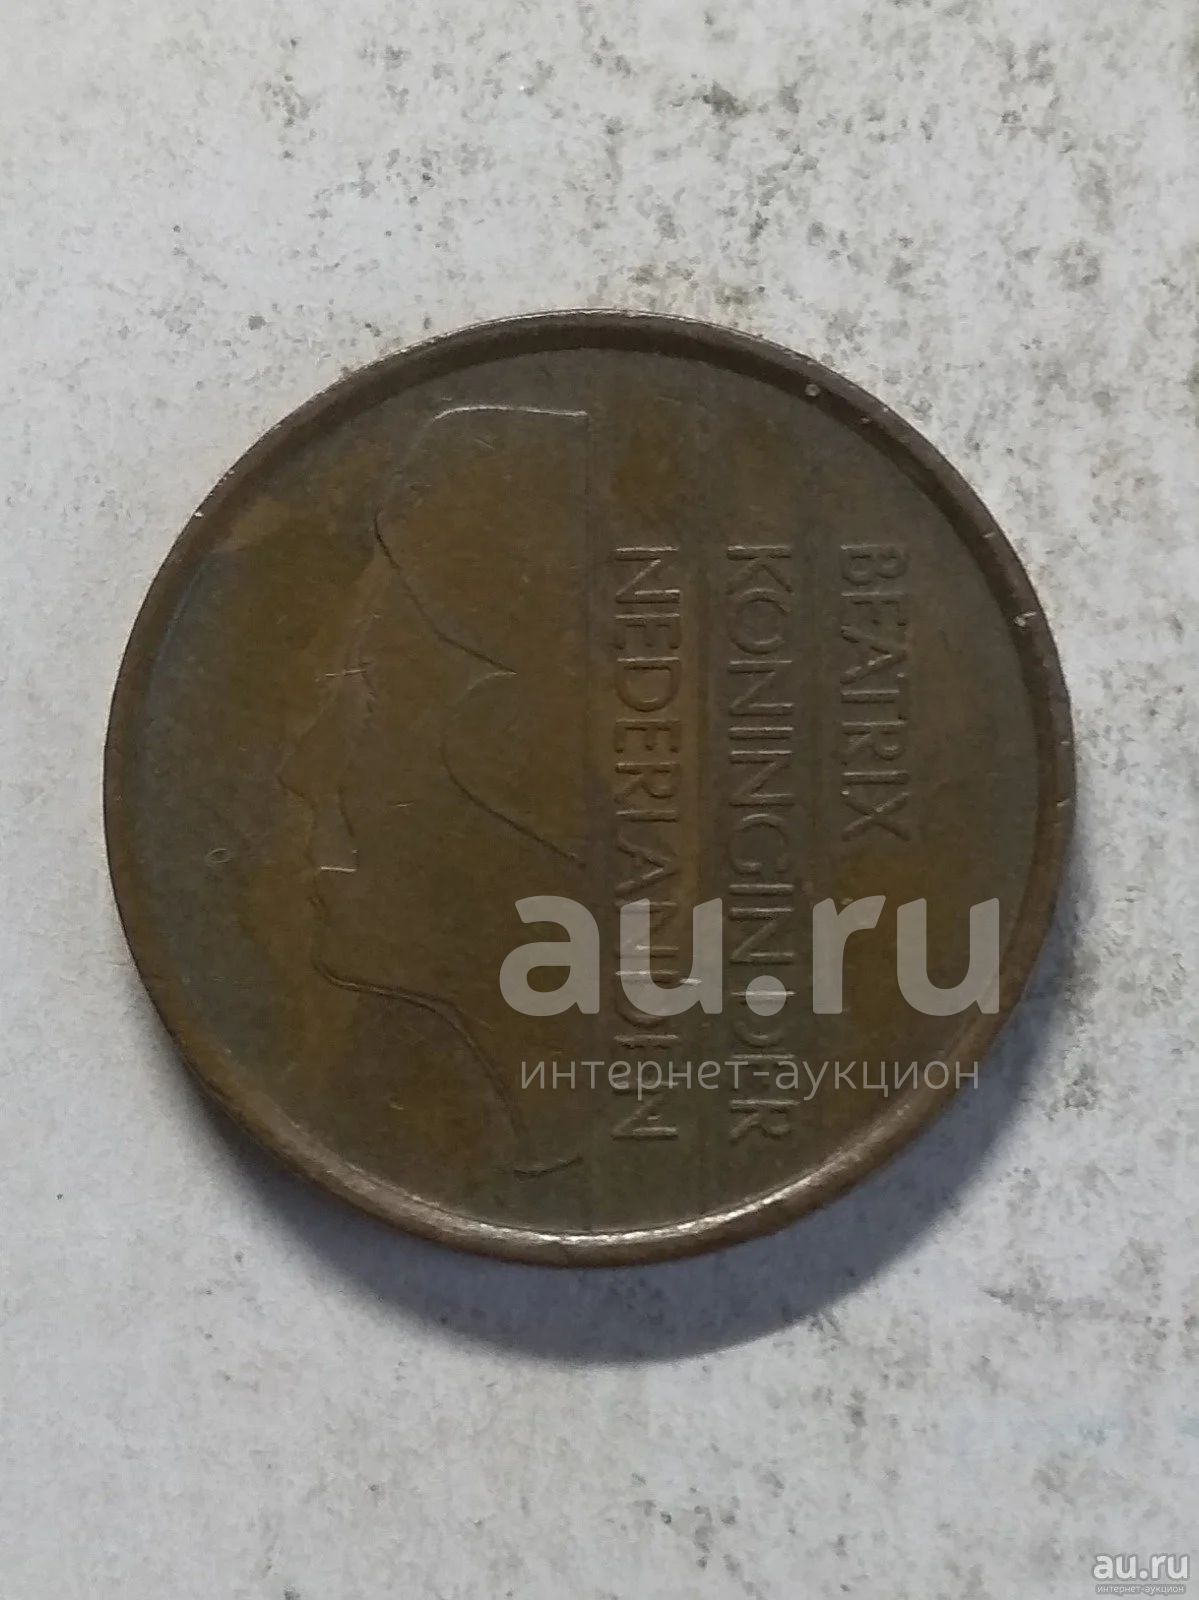 BEATRIX
KONINGIN DER
NEDERLANDEN
au.ru
интернет-аукцион
au.ru
интернет-аукцион